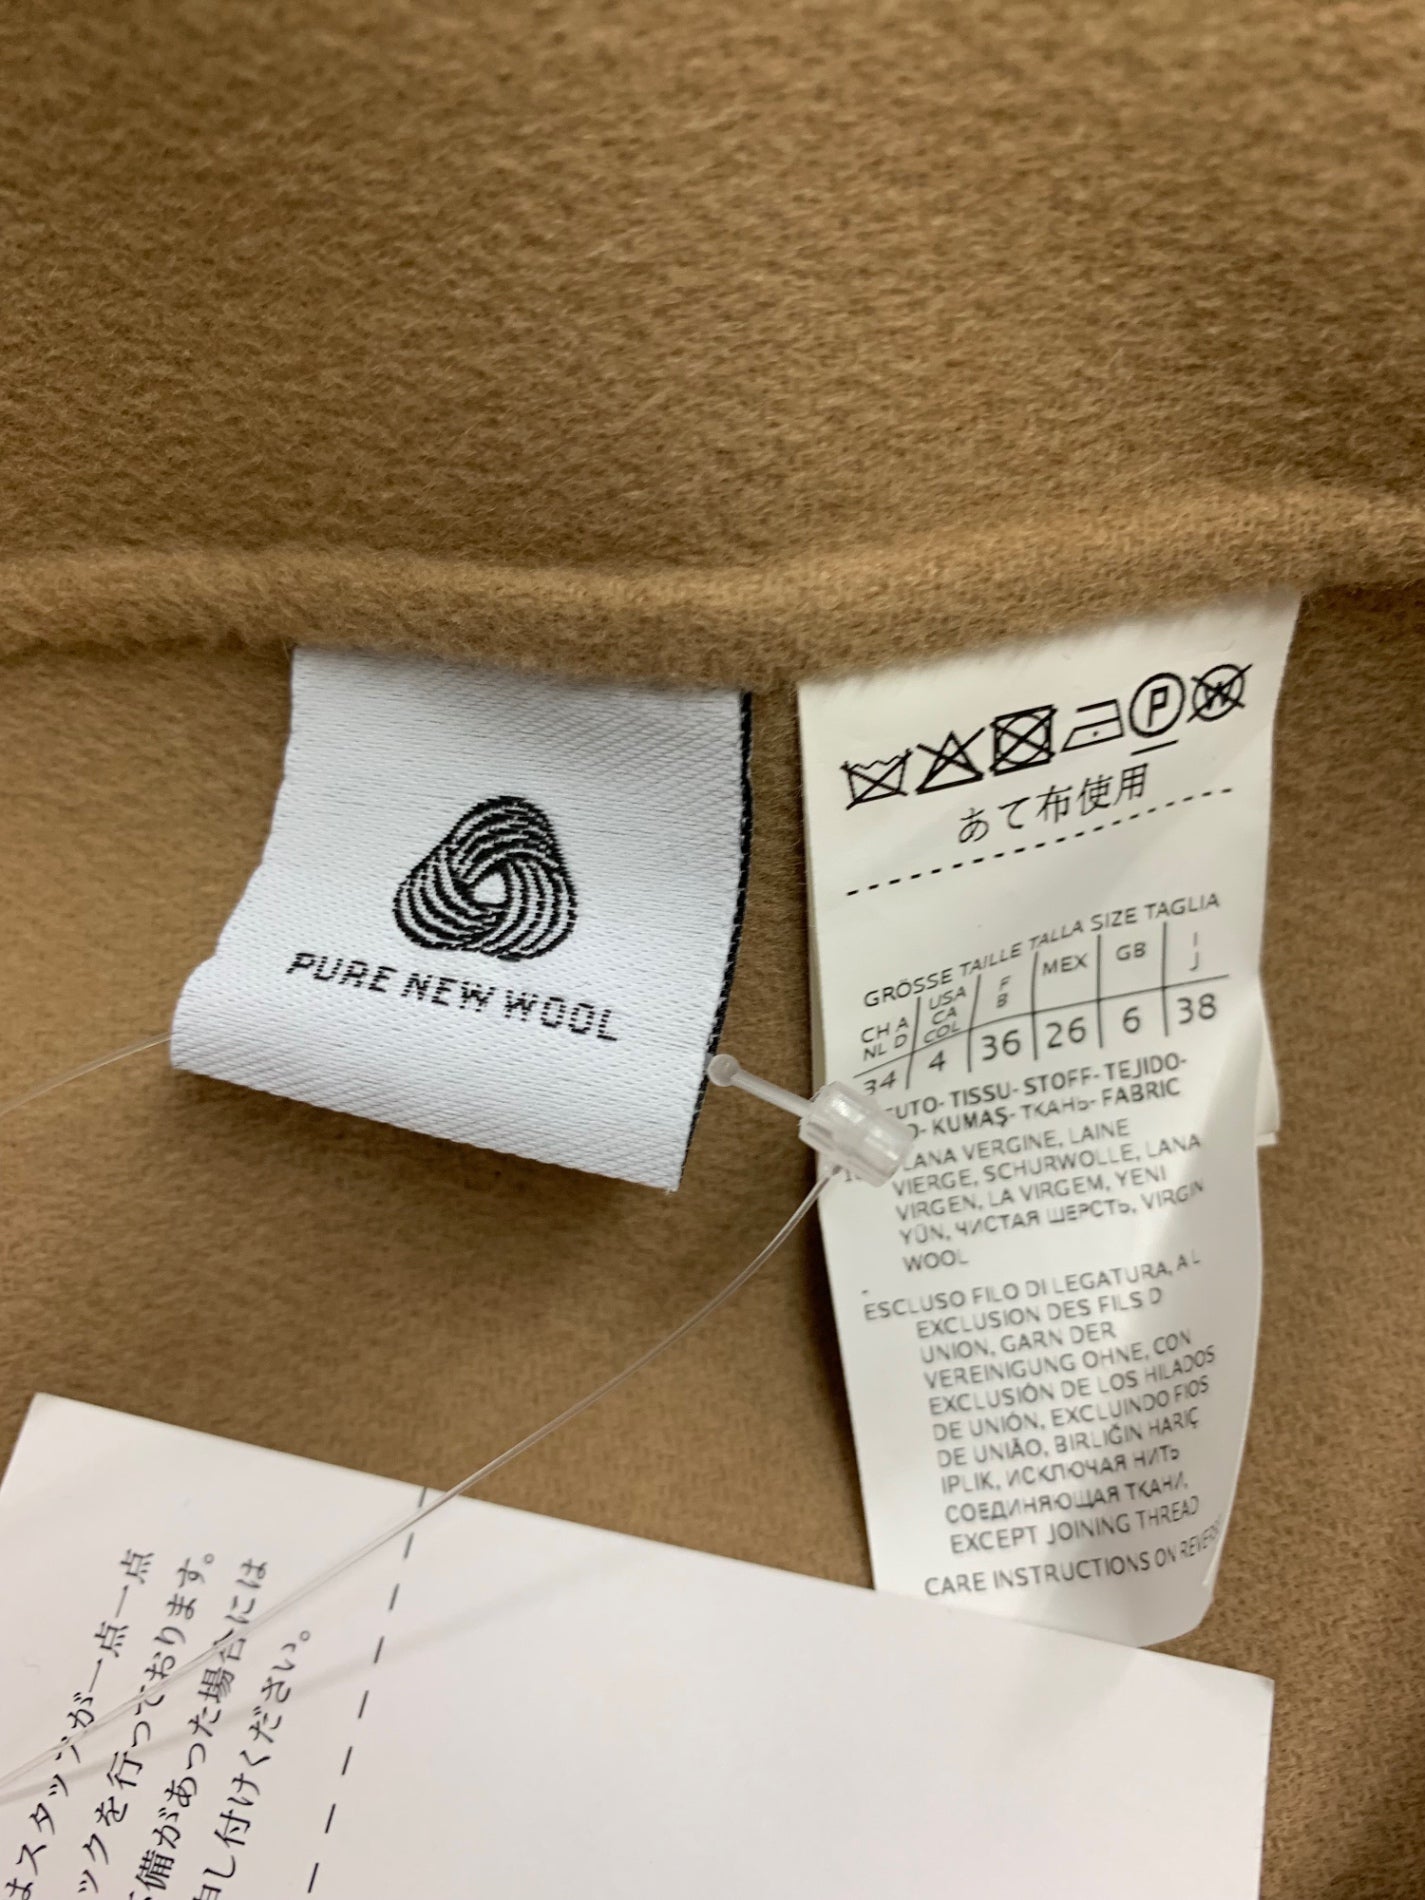 PURE NEW WOOL
P
W
あて布使用
GRÖSSE TAILLE TALLA SIZE TAGLIA
CH A NL D
USA CA COL
F B
MEX
GB
I J
34 4 36 26 6 38
TISSU- STOFF- TEJIDO-
KUMAŞ- ТКАНЬ- FABRIC
LANA VERGINE, LAINE
VIERGE, SCHURWOLLE, LANA
VIRGEN, LA VIRGEM, YENI
YÜN, ЧИСТАЯ ШЕРСТЬ, VIRGIN
WOOL
-
ESCLUSO FILO DI LEGATURA, A L
EXCLUSION DES FILS D
UNION, GARN DER
VEREINIGUNG OHNE, CON
EXCLUSIÓN DE LOS HILADOS
DE UNIÓN, EXCLUINDO FIOS
DE UNIÃO, BIRLIĞIN HARIÇ
IPLIK, ИСКЛЮЧАЯ НИТЬ
СОЕДИНЯЮЩАЯ ТКАНИ,
EXCEPT JOINING THREAD
CARE INSTRUCTIONS ON
はスタッフが一点一点
ックを行っております。
備があった場合には
し付けください。